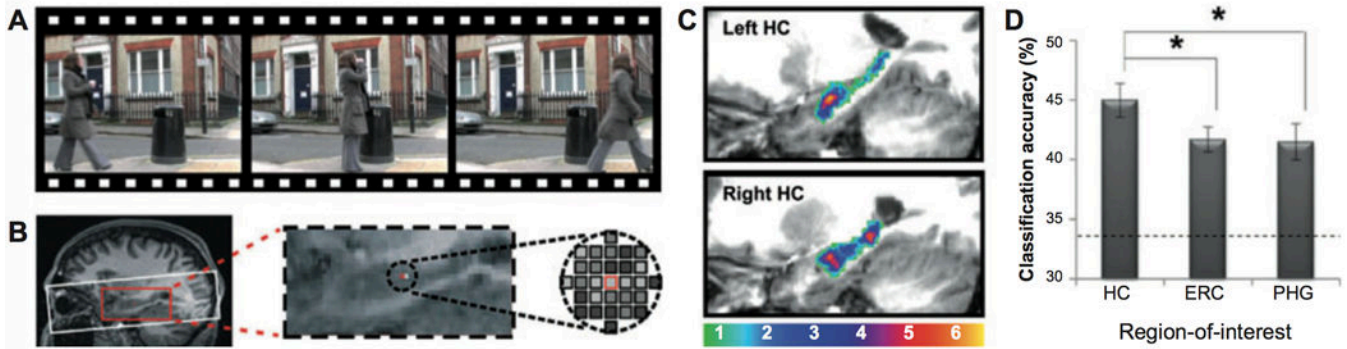 A
B
C
Left HC
Right HC
1 2 3 4 5 6
D
*
*
Classification accuracy (%)
50
45
40
35
30
HC ERC PHG
Region-of-interest